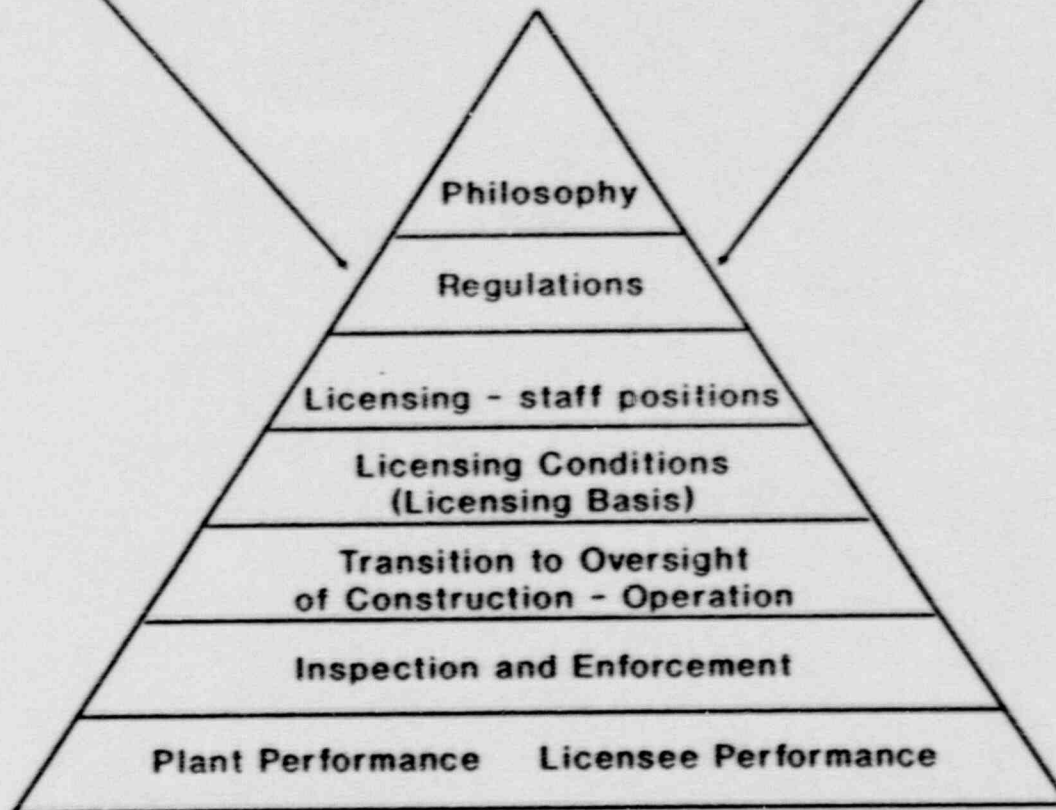 Philosophy
Regulations
Licensing - staff positions
Licensing Conditions
(Licensing Basis)
Transition to Oversight
of Construction - Operation
Inspection and Enforcement
Plant Performance Licensee Performance